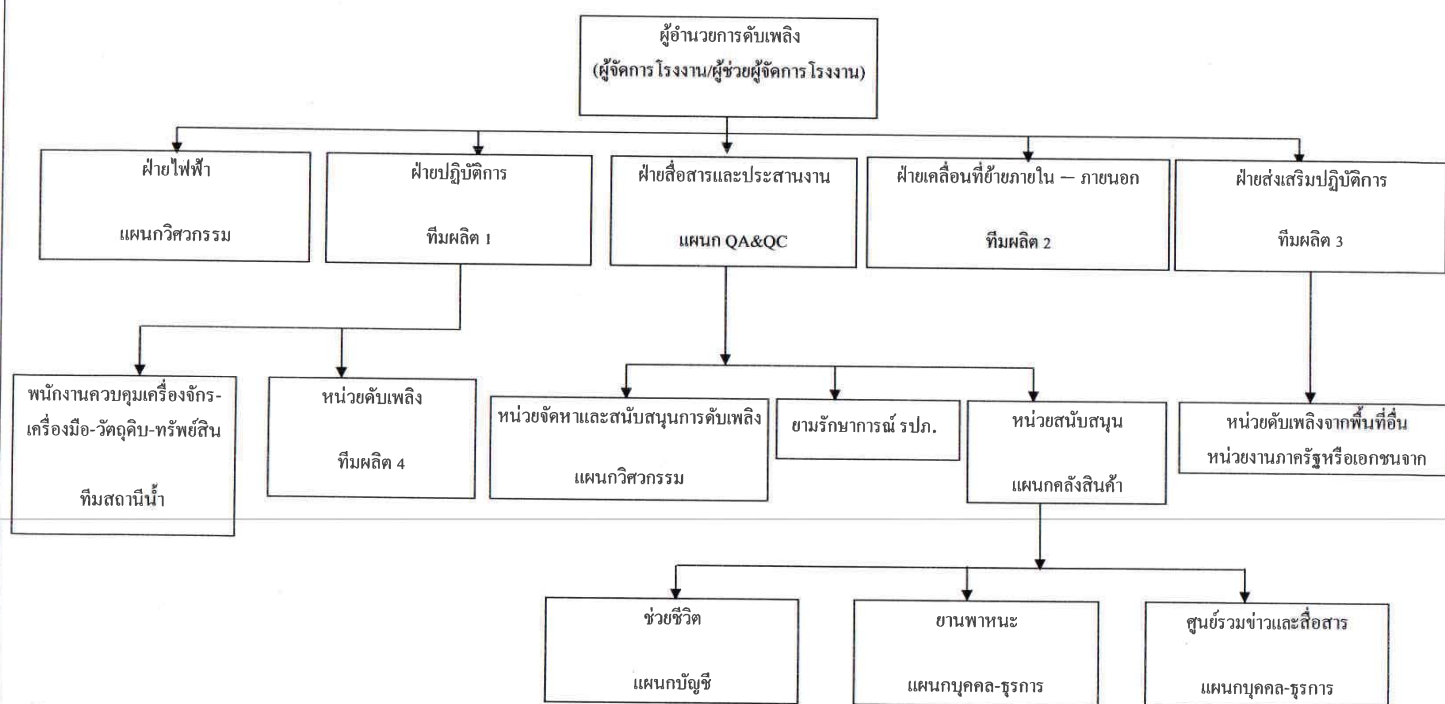 ผู้อำนวยการดับเพลิง
(ผู้จัดการโรงงาน/ผู้ช่วยผู้จัดการโรงงาน)
ฝ่ายไฟฟ้า
แผนกวิศวกรรม
ฝ่ายปฏิบัติการ
ทีมผลิต 1
ฝ่ายสื่อสารและประสานงาน
แผนก QA&QC
ฝ่ายเคลื่อนที่ย้ายภายใน – ภายนอก
ทีมผลิต 2
ฝ่ายส่งเสริมปฏิบัติการ
ทีมผลิต 3
พนักงานควบคุมเครื่องจักร-
เครื่องมือ-วัตถุดิบ-ทรัพย์สิน
ทีมสถานีน้ำ
หน่วยดับเพลิง
ทีมผลิต 4
หน่วยจัดหาและสนับสนุนการดับเพลิง
แผนกวิศวกรรม
ยามรักษาการณ์ รปภ.
หน่วยสนับสนุน
แผนกคลังสินค้า
หน่วยดับเพลิงจากพื้นที่อื่น
หน่วยงานภาครัฐหรือเอกชนจาก
ช่วยชีวิต
แผนกบัญชี
ยานพาหนะ
แผนกบุคคล-ธุรการ
ศูนย์รวมข่าวและสื่อสาร
แผนกบุคคล-ธุรการ